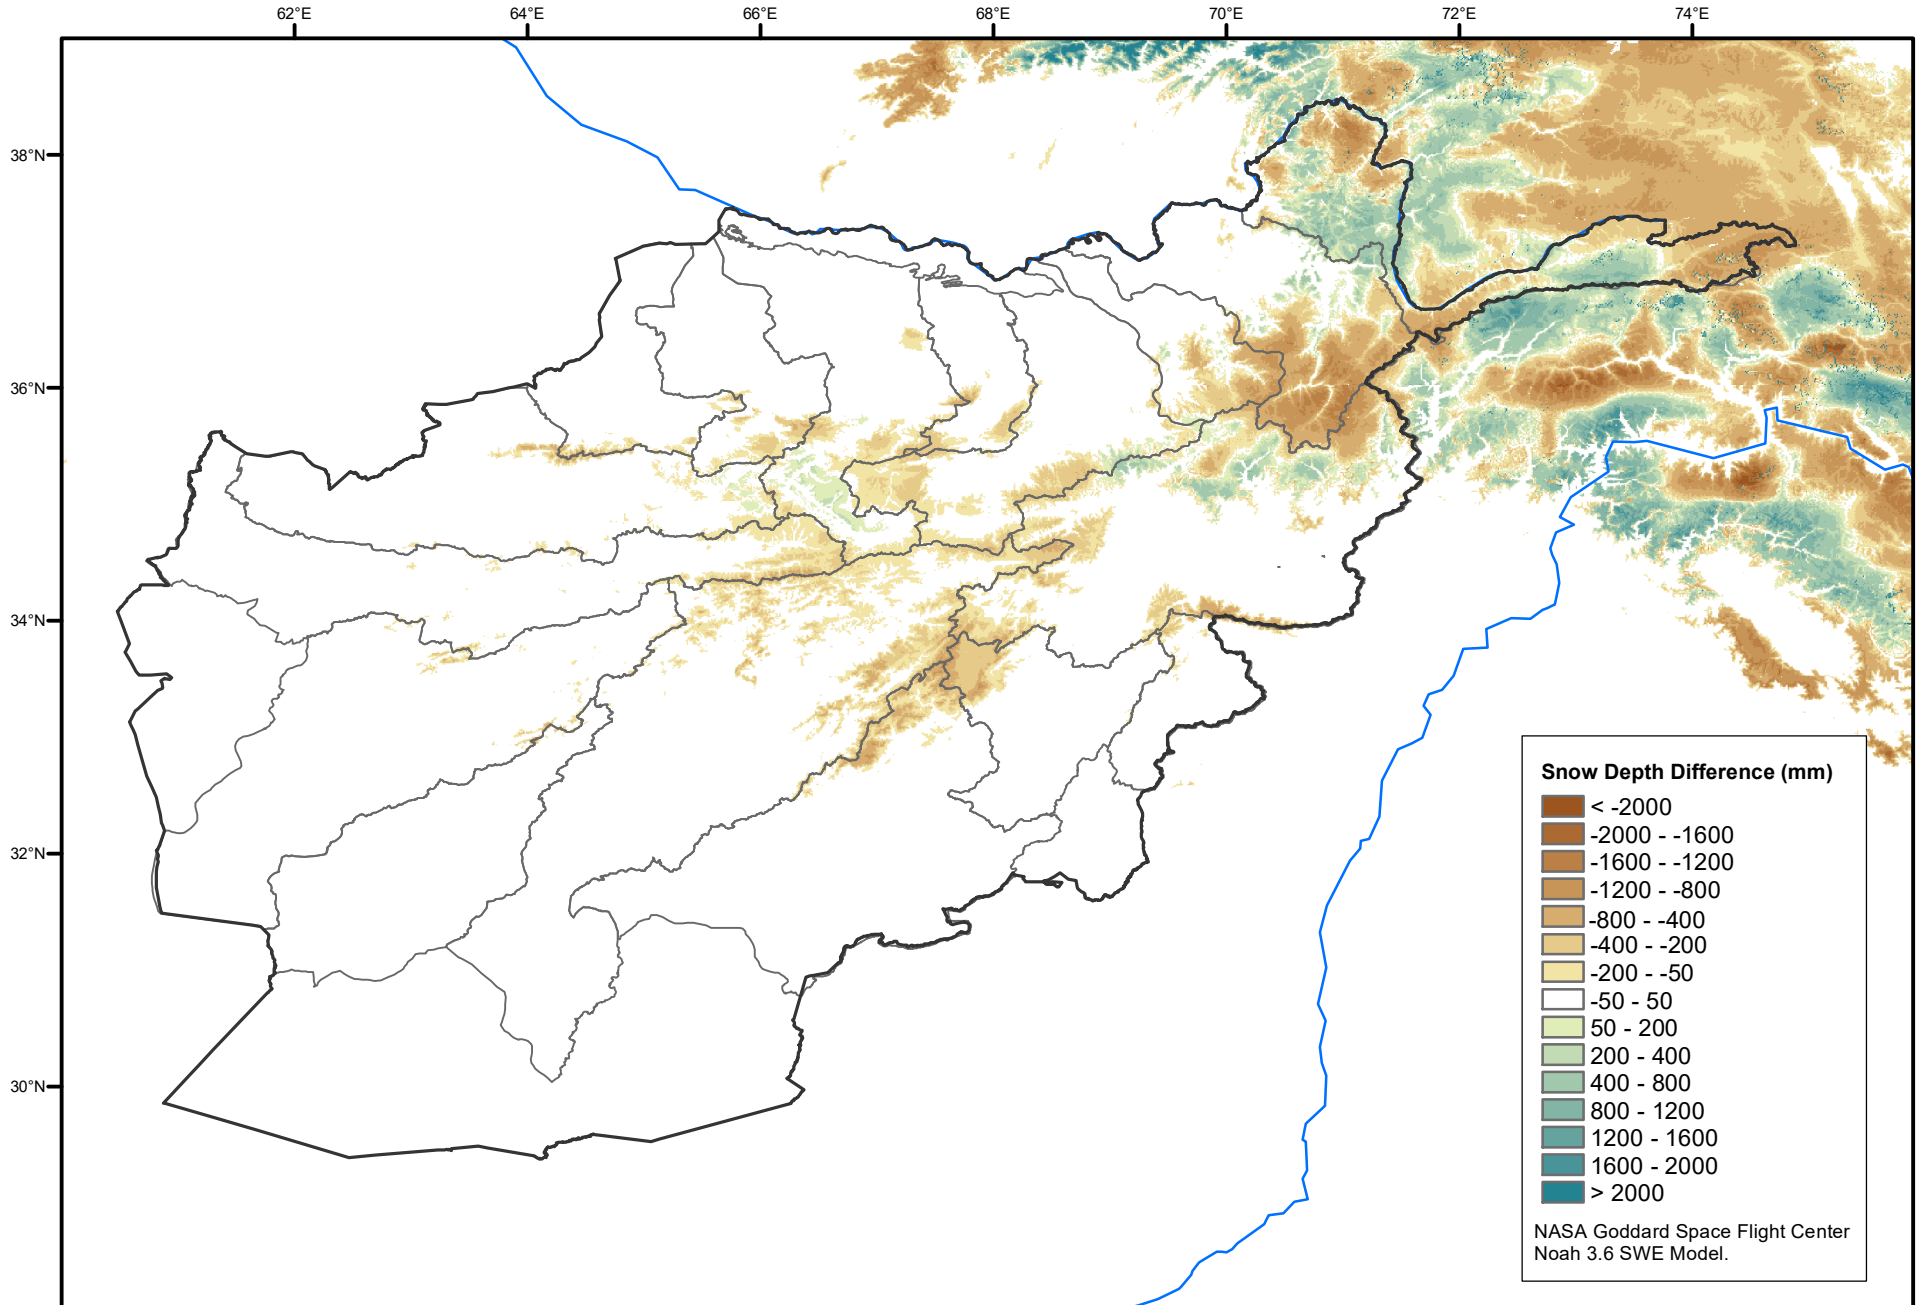 62°E 64°E 66°E 68°E 70°E 72°E 74°E
38°N
36°N
34°N
32°N
30°N
Snow Depth Difference (mm)
< -2000
-2000 - -1600
-1600 - -1200
-1200 - -800
-800 - -400
-400 - -200
-200 - -50
-50 - 50
50 - 200
200 - 400
400 - 800
800 - 1200
1200 - 1600
1600 - 2000
> 2000
NASA Goddard Space Flight Center
Noah 3.6 SWE Model.